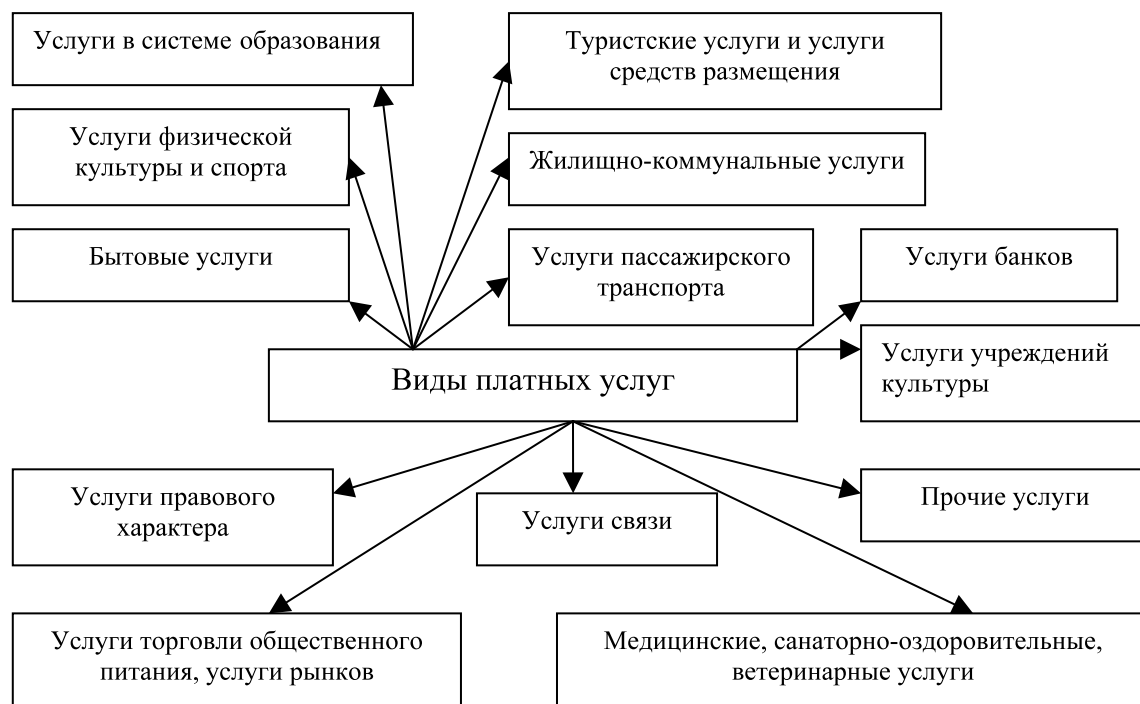 Услуги в системе образования
Туристские услуги и услуги
средств размещения
Услуги физической
культуры и спорта
Жилищно-коммунальные услуги
Бытовые услуги
Услуги пассажирского
транспорта
Услуги банков
Услуги учреждений
культуры
Виды платных услуг
Услуги правового
характера
Услуги связи
Прочие услуги
Услуги торговли общественного
питания, услуги рынков
Медицинские, санаторно-оздоровительные,
ветеринарные услуги